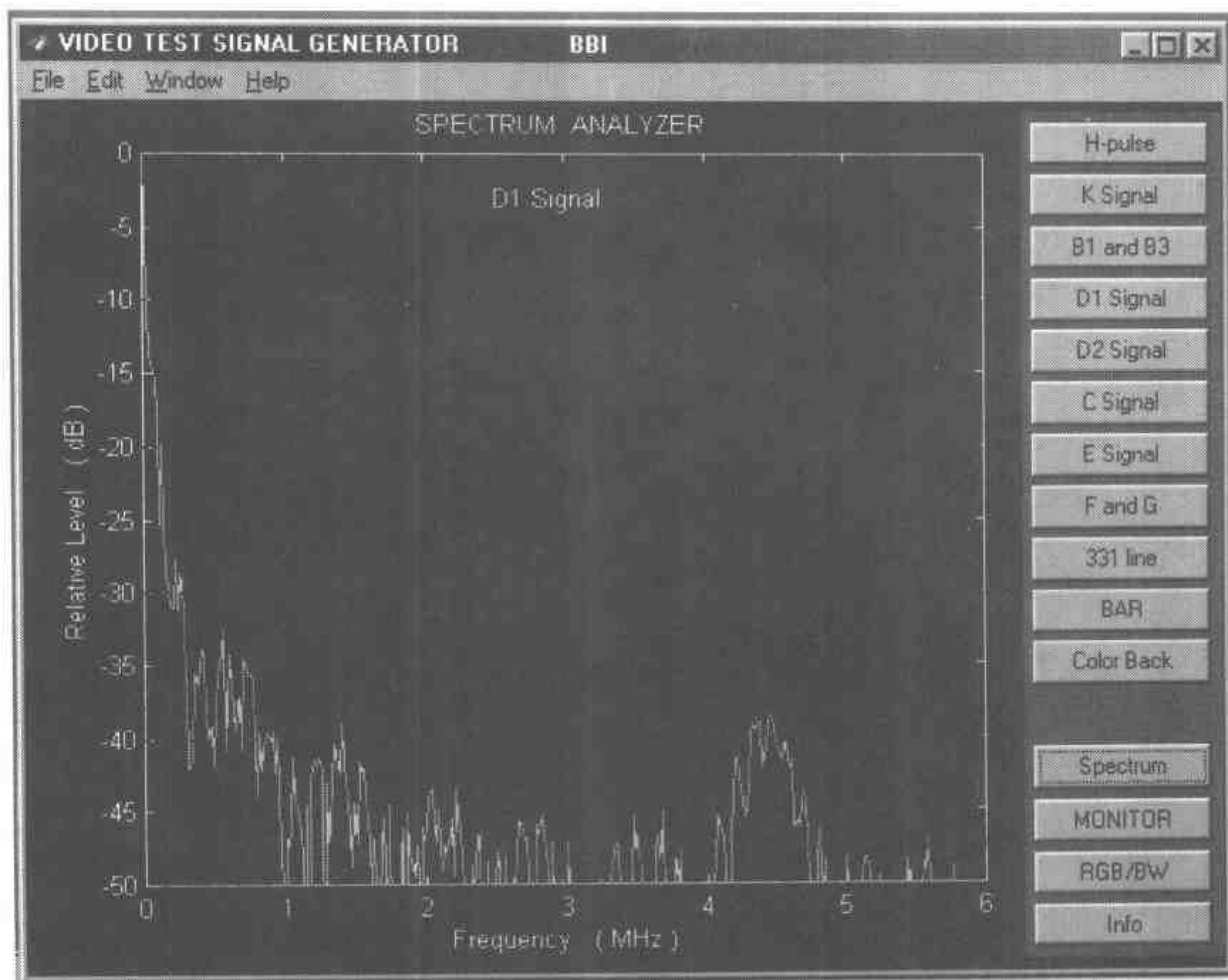 VIDEO TEST SIGNAL GENERATOR BBI
File Edit Window Help
SPECTRUM ANALYZER
D1 Signal
0
-5
-10
-15
-20
-25
-30
-35
-40
-45
-50
Relative Level (dB)
0 1 2 3 4 5 6
Frequency (MHz)
H-pulse
K Signal
B1 and B3
D1 Signal
D2 Signal
C Signal
E Signal
F and G
331 line
BAR
Color Back
Spectrum
MONITOR
RGB/BW
Info